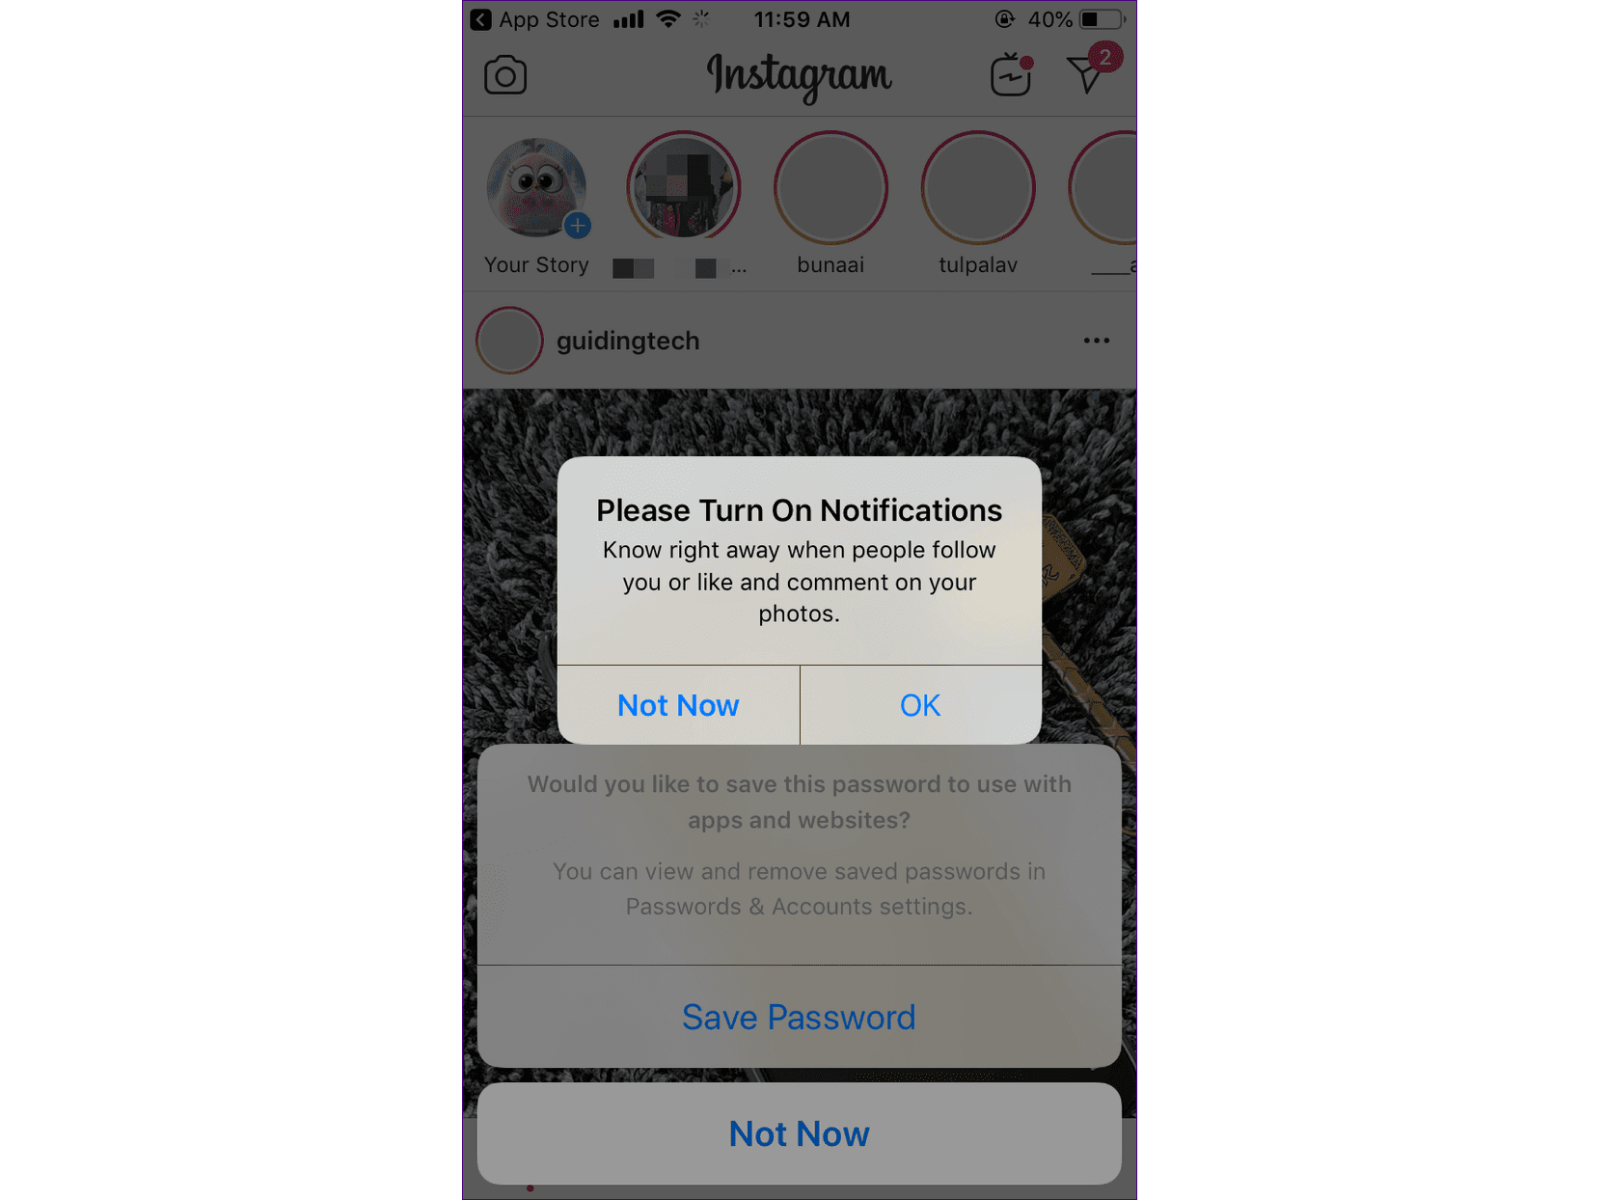 App Store 11:59 AM 40%
Instagram
2
Your Story ... bunaai tulpalav ____a
guidingtech
Please Turn On Notifications
Know right away when people follow
you or like and comment on your
photos.
Not Now OK
Would you like to save this password to use with
apps and websites?
You can view and remove saved passwords in
Passwords & Accounts settings.
Save Password
Not Now